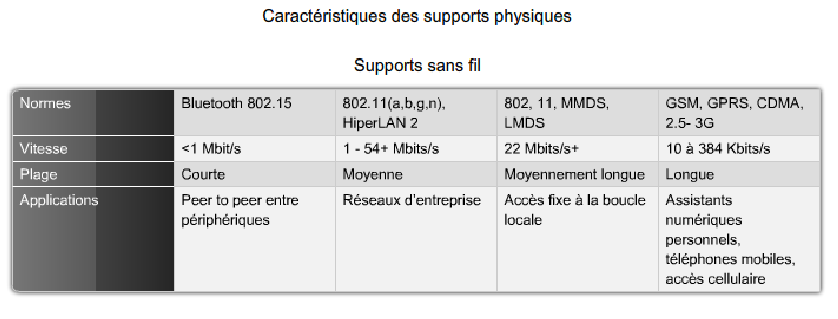 Caractéristiques des supports physiques
Supports sans fil
Normes
Bluetooth 802.15
802.11(a,b,g,n),
HiperLAN 2
802, 11, MMDS,
LMDS
GSM, GPRS, CDMA,
2.5- 3G
Vitesse
<1 Mbit/s
1 - 54+ Mbits/s
22 Mbits/s+
10 à 384 Kbits/s
Plage
Courte
Moyenne
Moyennement longue
Longue
Applications
Peer to peer entre
périphériques
Réseaux d'entreprise
Accès fixe à la boucle
locale
Assistants
numériques
personnels,
téléphones mobiles,
accès cellulaire